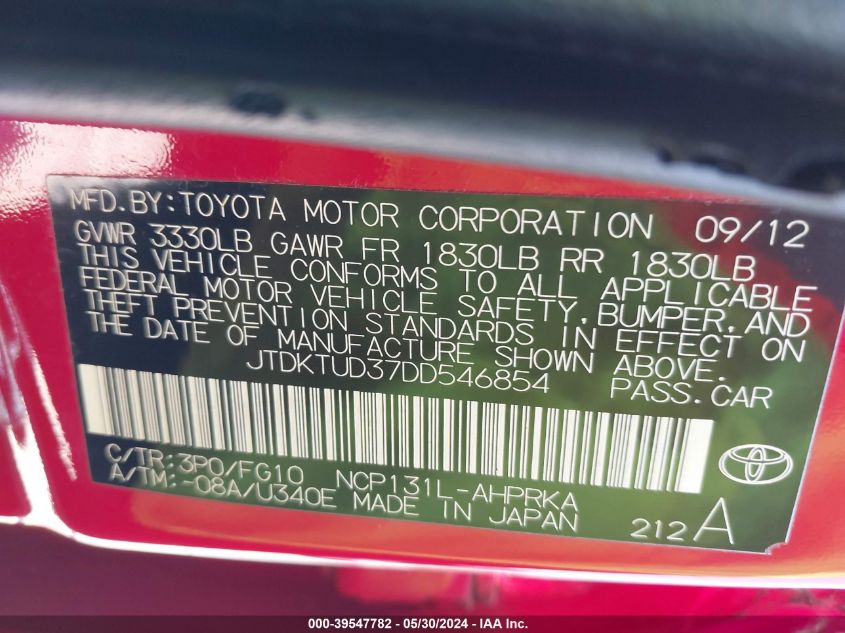 MFD.BY:TOYOTA MOTOR CORPORATION 09/12
GVWR 3330LB GAWR FR 1830LB RR 1830LB
THIS VEHICLE CONFORMS TO ALL APPLICABLE
FEDERAL MOTOR VEHICLE SAFETY, BUMPER, AND
THEFT PREVENTION STANDARDS IN EFFECT ON
THE DATE OF MANUFACTURE SHOWN ABOVE.
JTDKTUD37DD546854 PASS.CAR
C/TR:3P0/FG10 NCP131L-AHPRKA
A/TM:-08A/U340E MADE IN JAPAN 212A
000-39547782 - 05/30/2024 - IAA Inc.